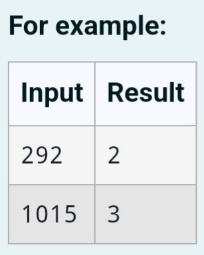 For example:
Input Result
292 2
1015 3